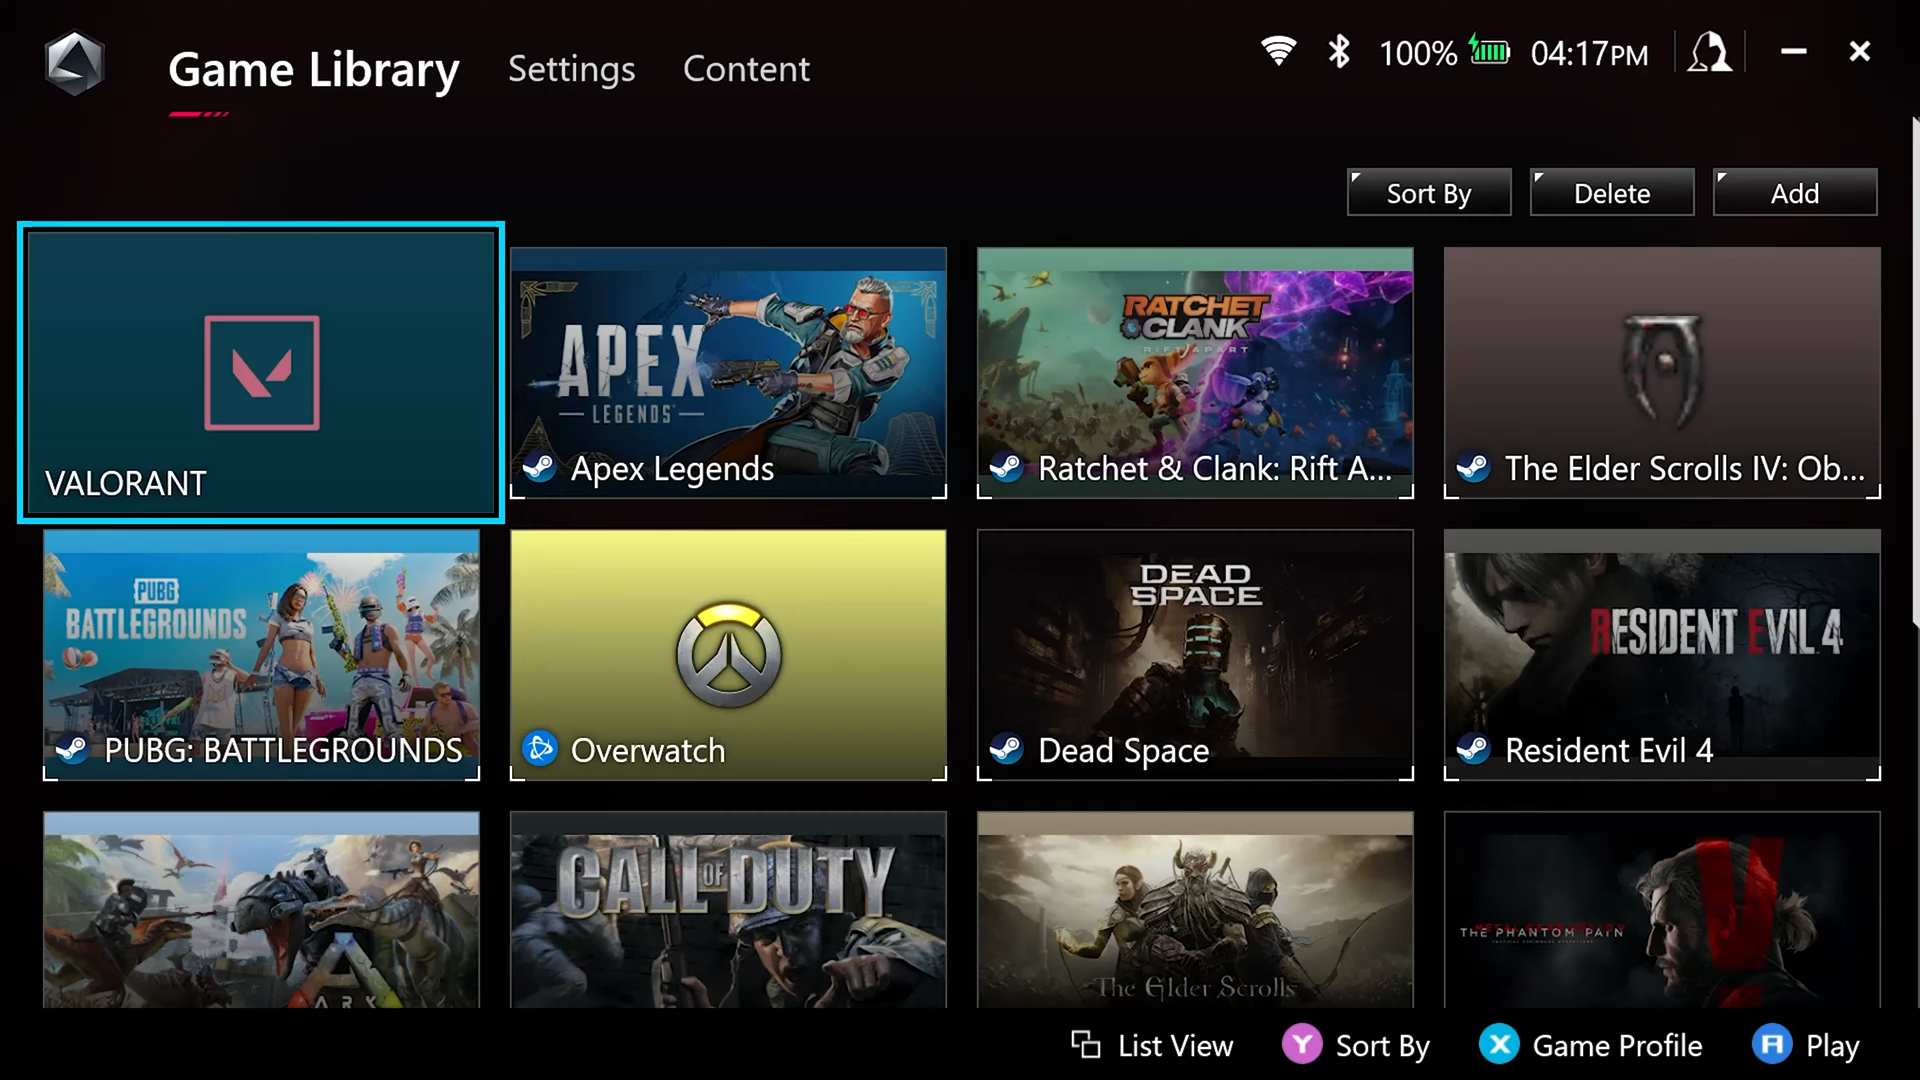 Game Library
Settings
Content
100%
04:17PM
Sort By
Delete
Add
VALORANT
APEX
LEGENDS
Apex Legends
RATCHET
CLANK
RIFT APART
Ratchet & Clank: Rift A...
The Elder Scrolls IV: Ob...
PUBG
BATTLEGROUNDS
PUBG: BATTLEGROUNDS
Overwatch
DEAD
SPACE
Dead Space
RESIDENT EVIL 4
Resident Evil 4
ARK
CALL OF DUTY
The Elder Scrolls
THE PHANTOM PAIN
List View
Y Sort By
X Game Profile
A Play